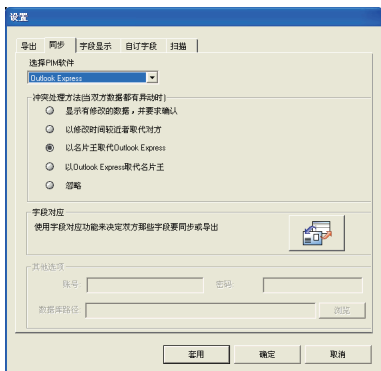 设置
导出 同步 字段显示 自订字段 扫描
选择PIM软件
Outlook Express
冲突处理方法(当双方数据都有异动时)
显示有修改的数据，并要求确认
以修改时间较近者取代对方
以名片王取代Outlook Express
以Outlook Express取代名片王
忽略
字段对应
使用字段对应功能来决定双方那些字段要同步或导出
其他选项
账号: 密码:
数据库路径: 浏览
套用 确定 取消